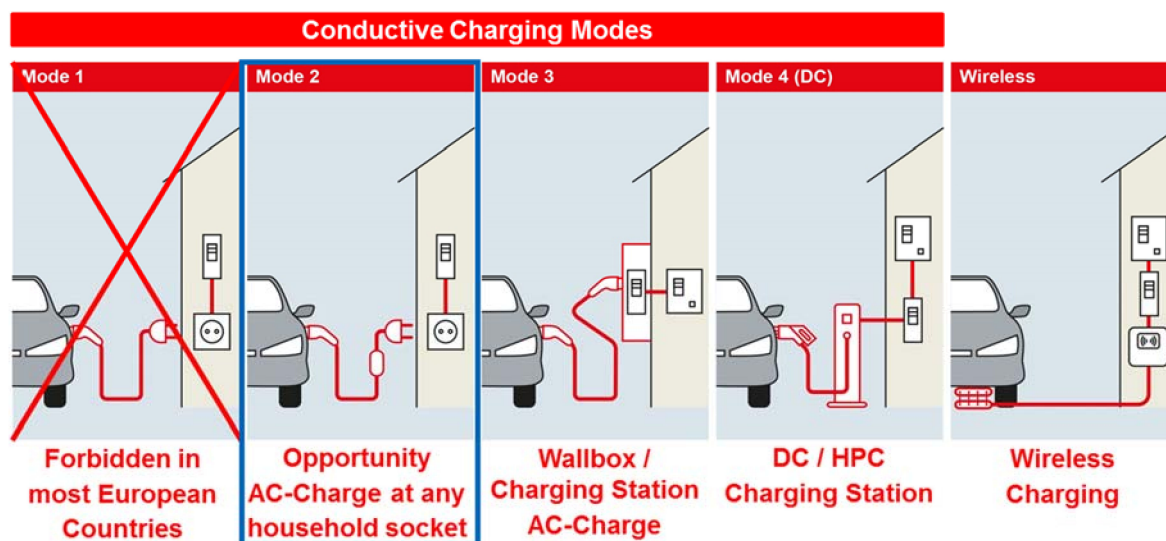 Conductive Charging Modes
Mode 1
Mode 2
Mode 3
Mode 4 (DC)
Wireless
Forbidden in
most European
Countries
Opportunity
AC-Charge at any
household socket
Wallbox /
Charging Station
AC-Charge
DC / HPC
Charging Station
Wireless
Charging